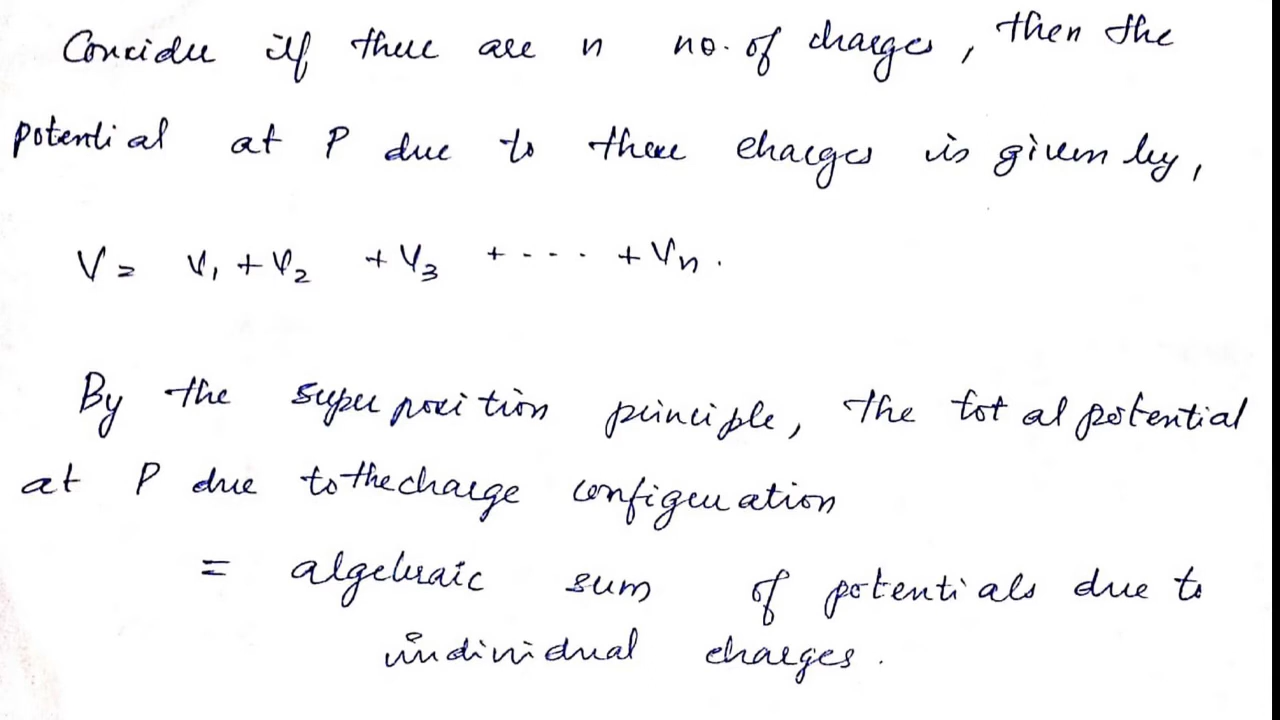 Consider if there are n no. of charges, then the
potential at P due to these charges is given by,
V = V₁ + V₂ + V₃ + .... + Vn.
By the superposition principle, the total potential
at P due to the charge configuration
= algebraic sum of potentials due to
individual charges.